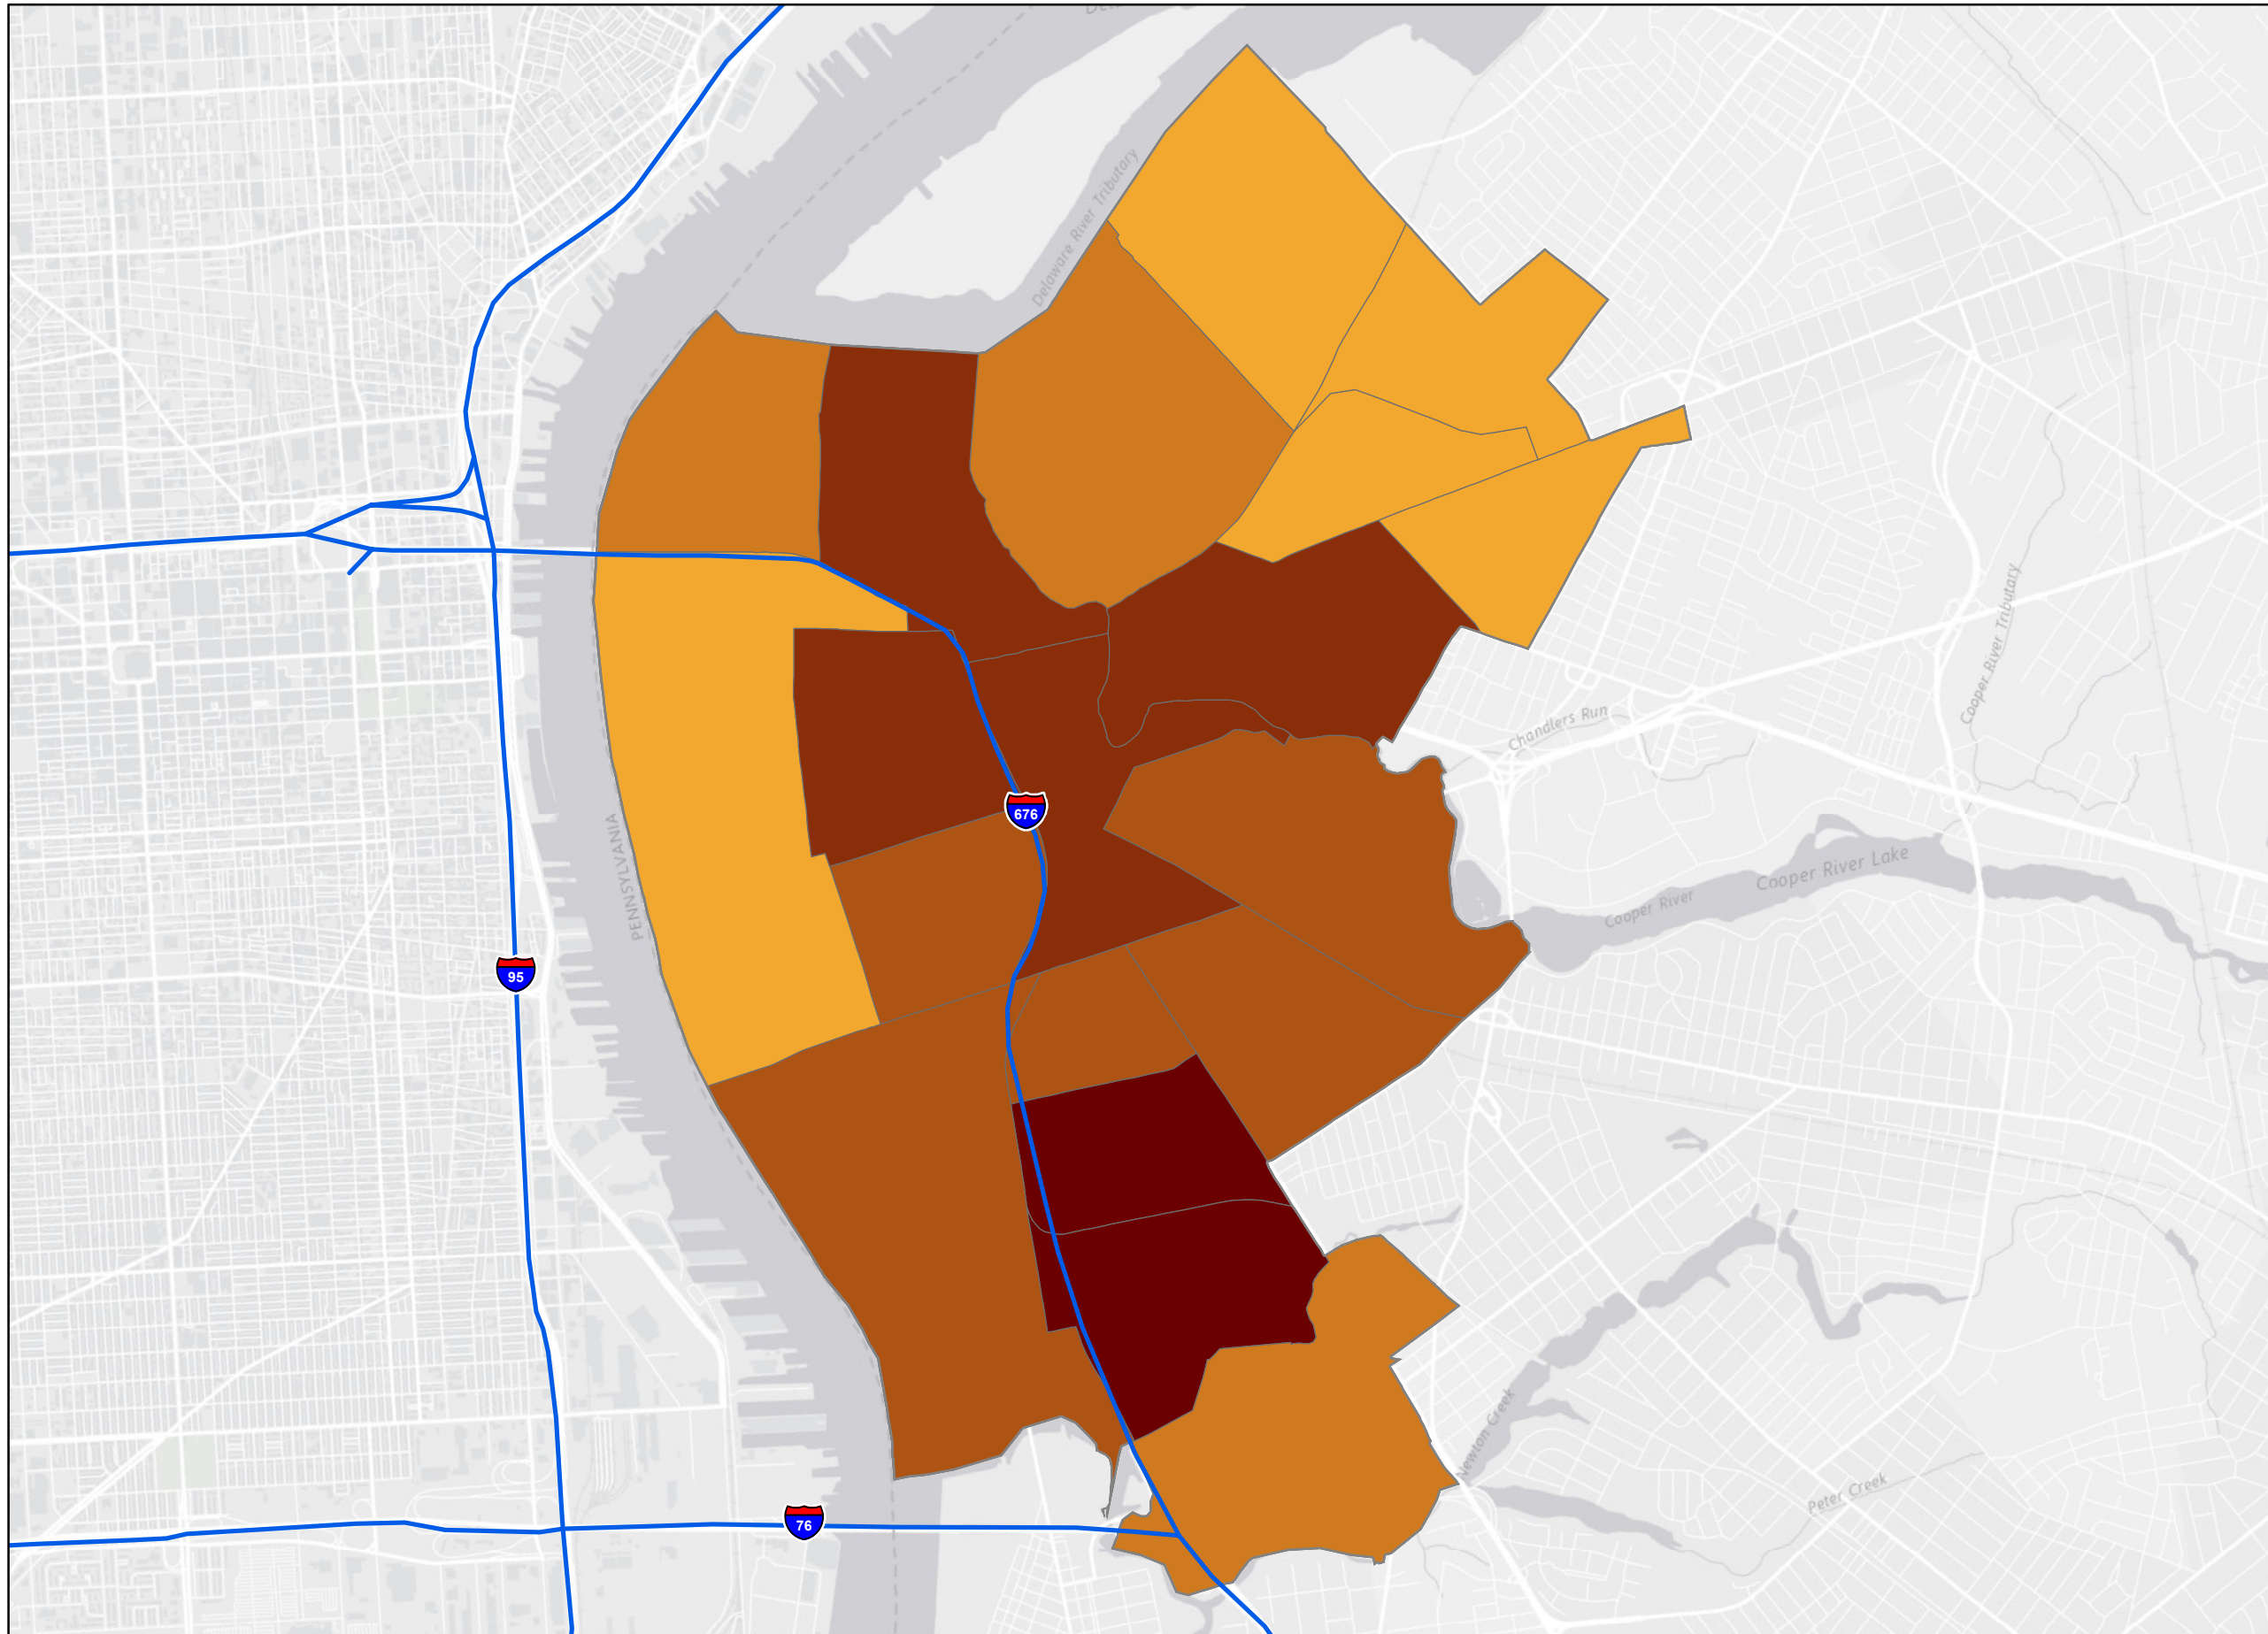 Delaware River Tributary
Cooper River Tributary
Chandlers Run
676
PENNSYLVANIA
Cooper River Lake
Cooper River
95
Newton Creek
Peter Creek
76